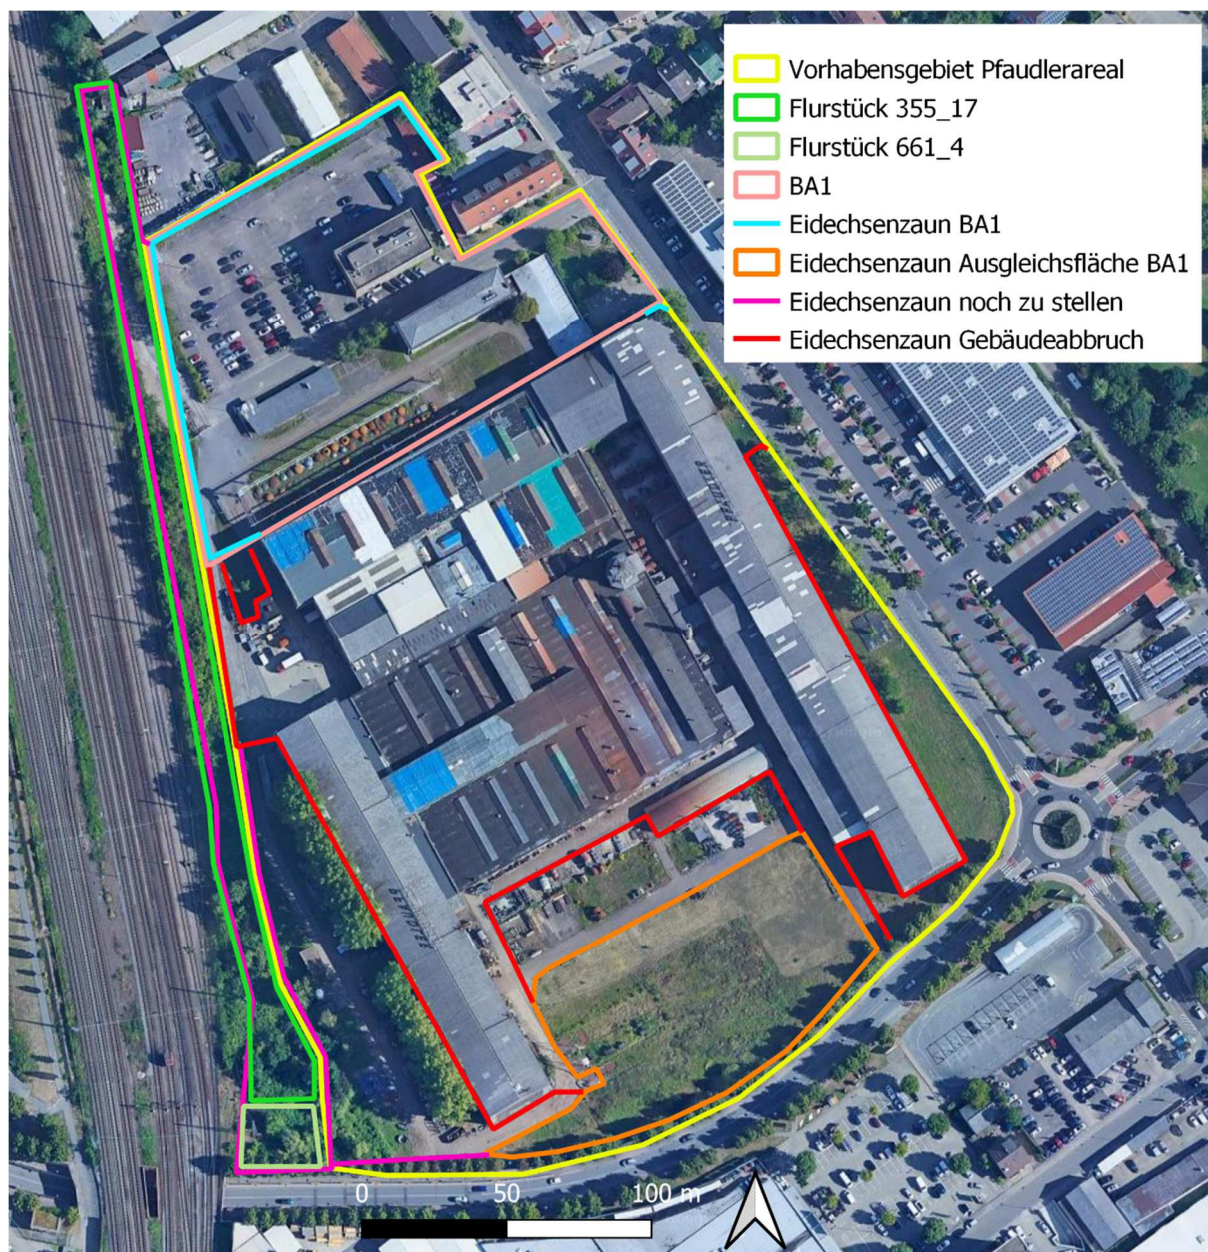 Vorhabensgebiet Pfaudlerareal
Flurstück 355_17
Flurstück 661_4
BA1
Eidechsenzaun BA1
Eidechsenzaun Ausgleichsfläche BA1
Eidechsenzaun noch zu stellen
Eidechsenzaun Gebäudeabbruch
0 50 100 m